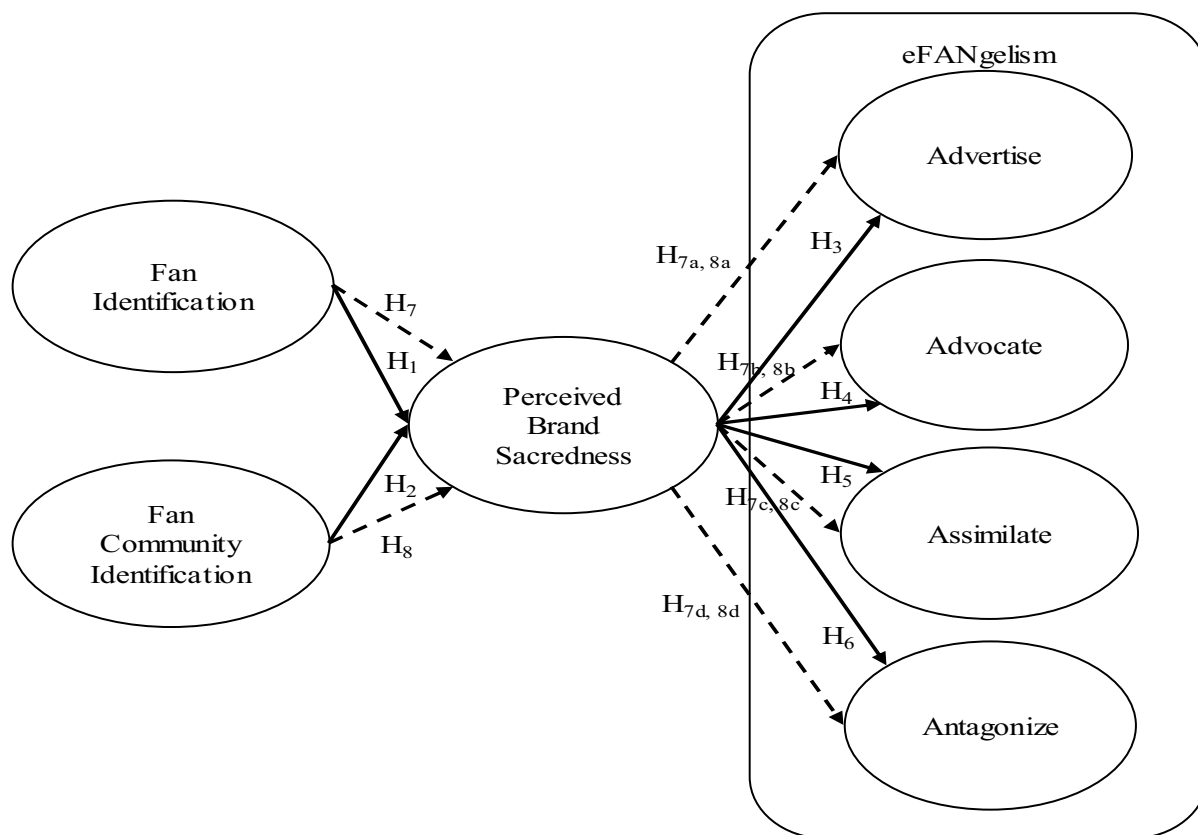 eFANgelism
Advertise
H7a, 8a
H3
Fan
Identification
H7
H1
Advocate
H7b, 8b
H4
Perceived
Brand
Sacredness
H5
H2
H7c, 8c
Fan
Community
Identification
H8
Assimilate
H7d, 8d
H6
Antagonize